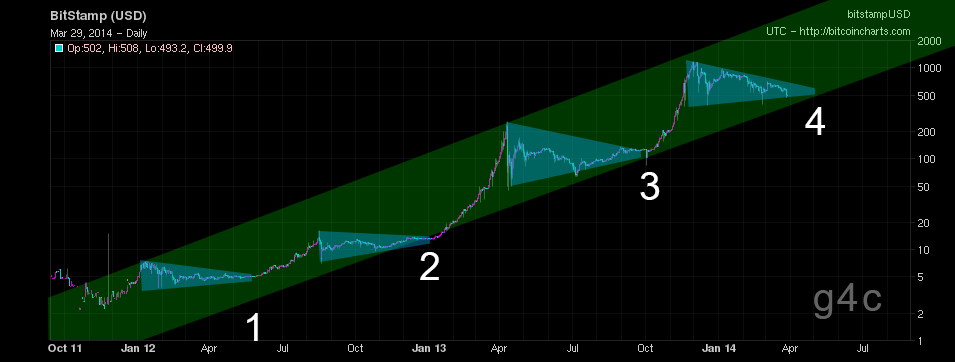 BitStamp (USD)
bitstampUSD
Mar 29, 2014 – Daily
UTC – http://bitcoincharts.com
Op:502, Hi:508, Lo:493.2, Cl:499.9
2000
1000
500
200
100
50
20
10
5
2
1
1
2
3
4
g4c
Oct 11 Jan 12 Apr Jul Oct Jan 13 Apr Jul Oct Jan 14 Apr Jul